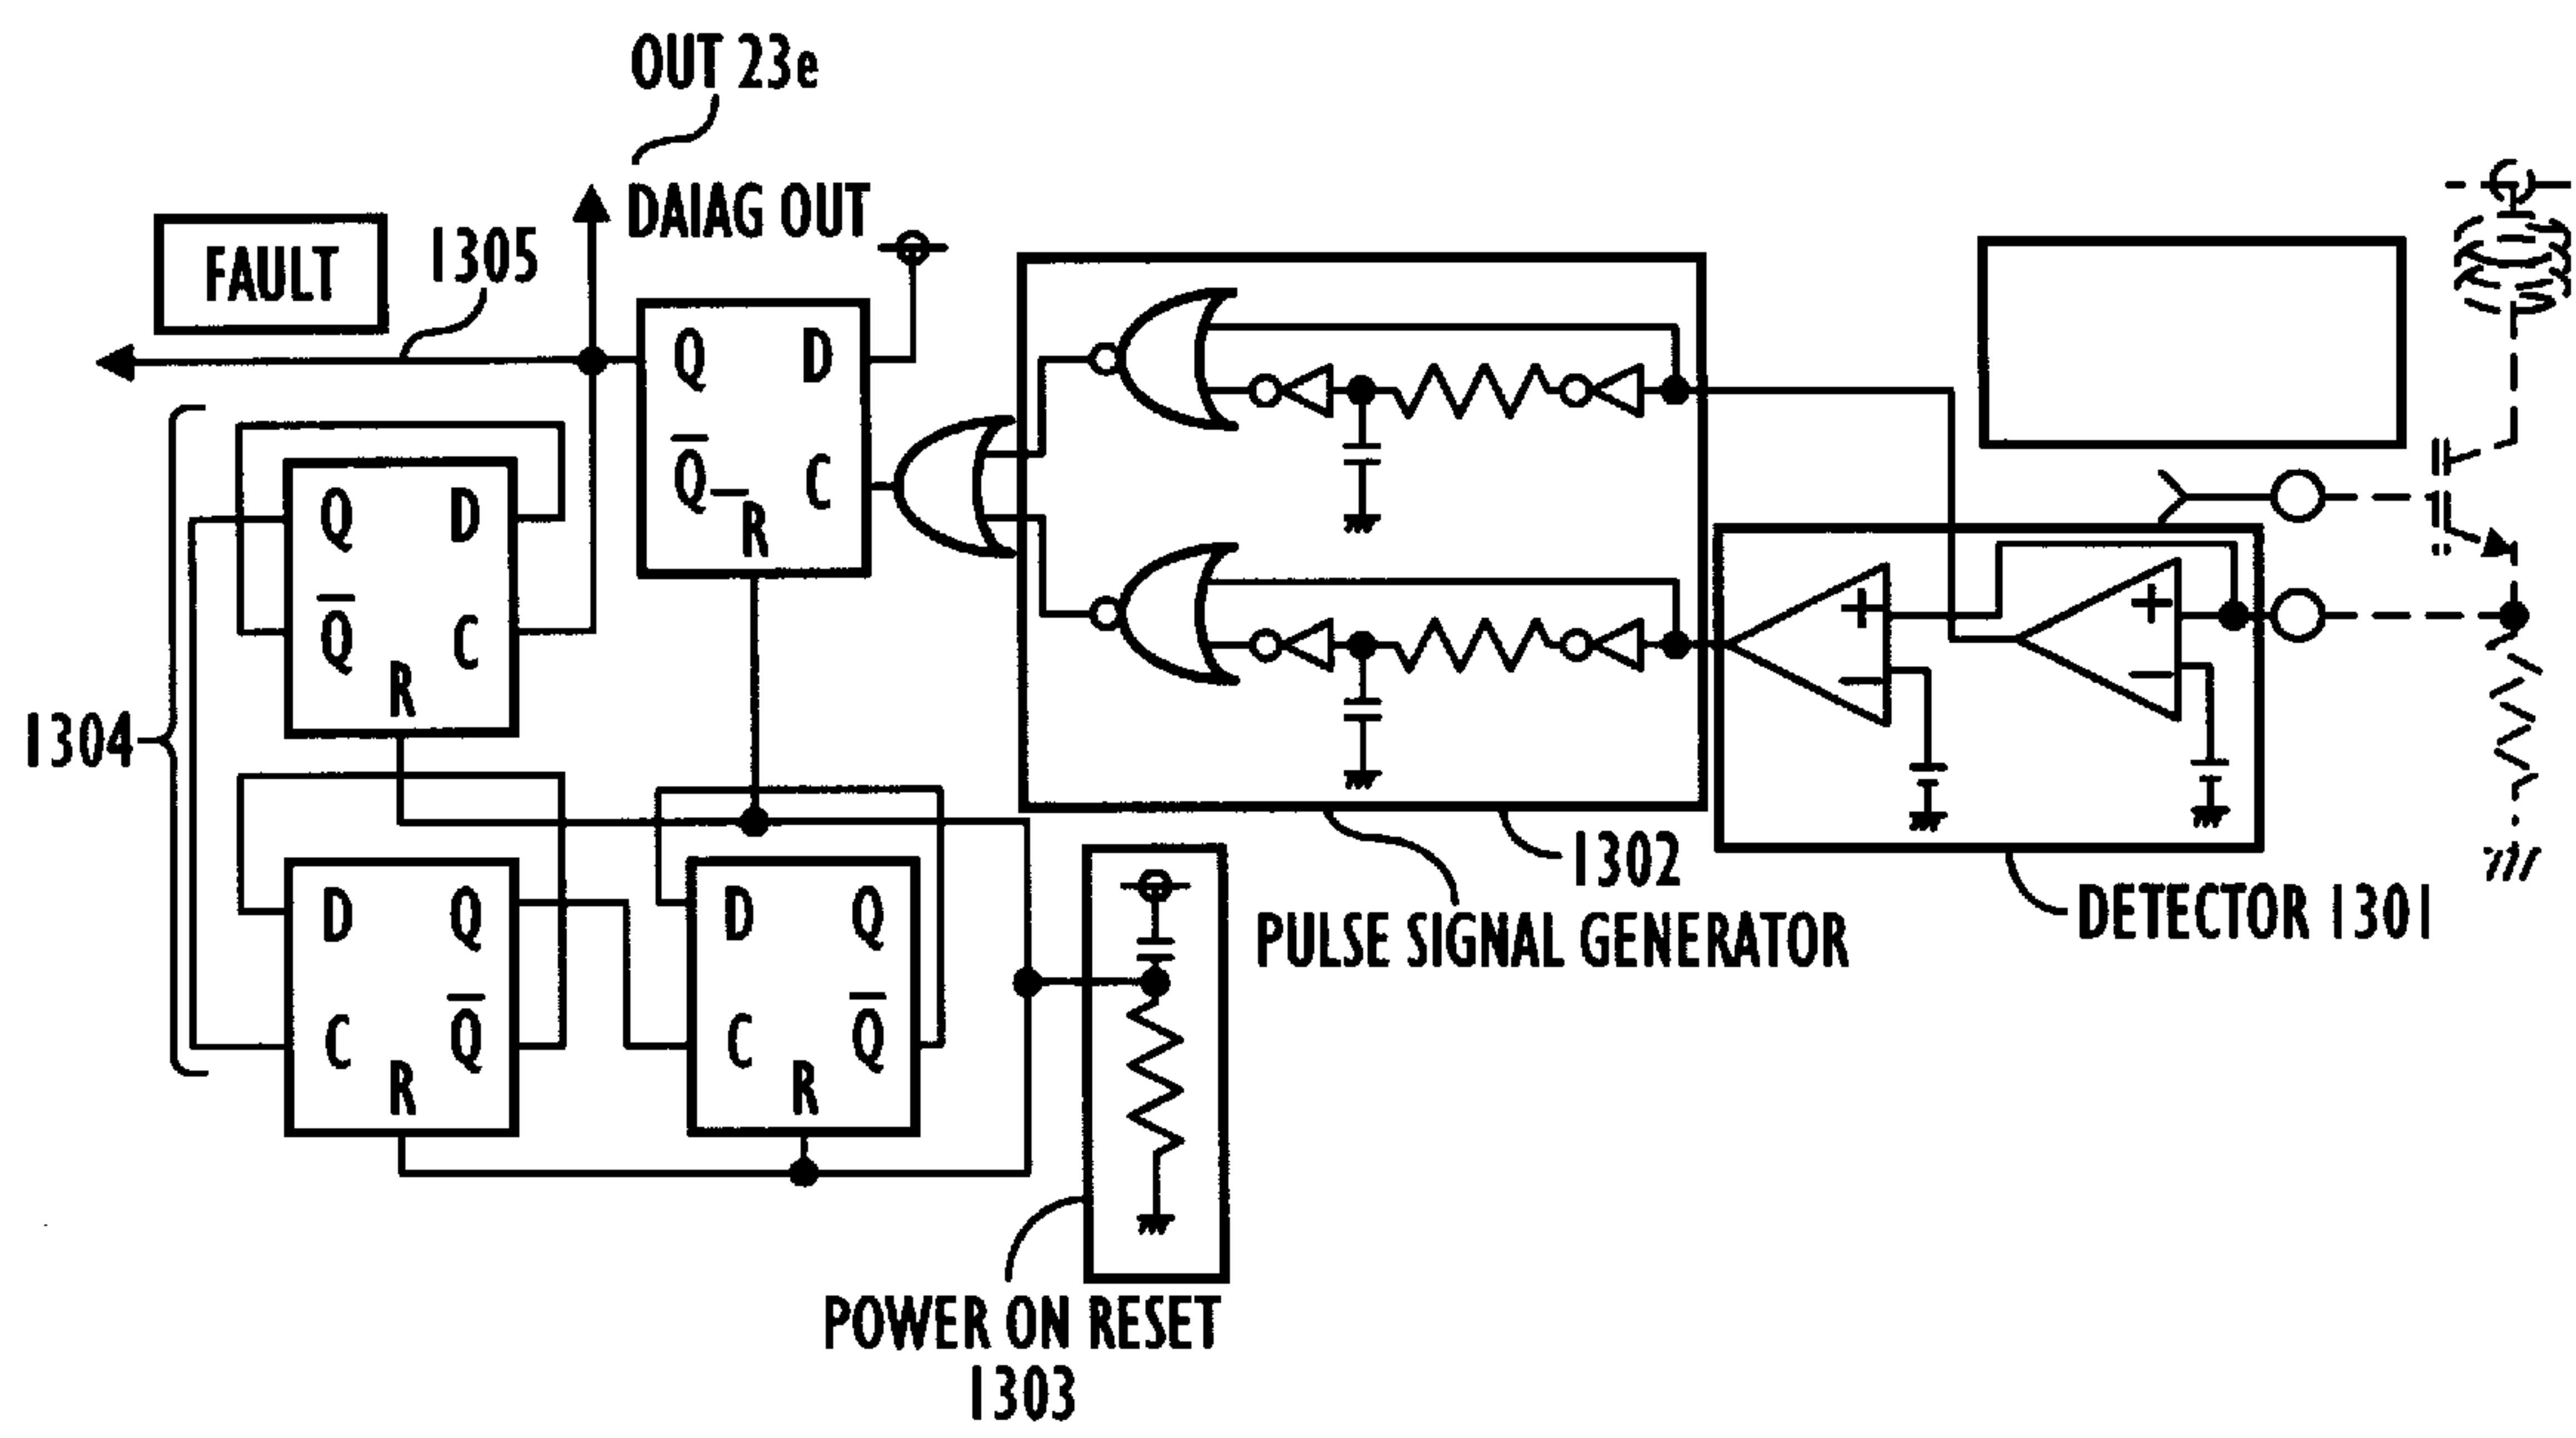 OUT 23e
DAIAG OUT
FAULT
1305
Q D
Q̅ C
R̅
Q D
Q̅ C
R
1304
D Q
C Q̅
R
D Q
C Q̅
R
+
−
+
−
1302
PULSE SIGNAL GENERATOR
DETECTOR 1301
POWER ON RESET
1303